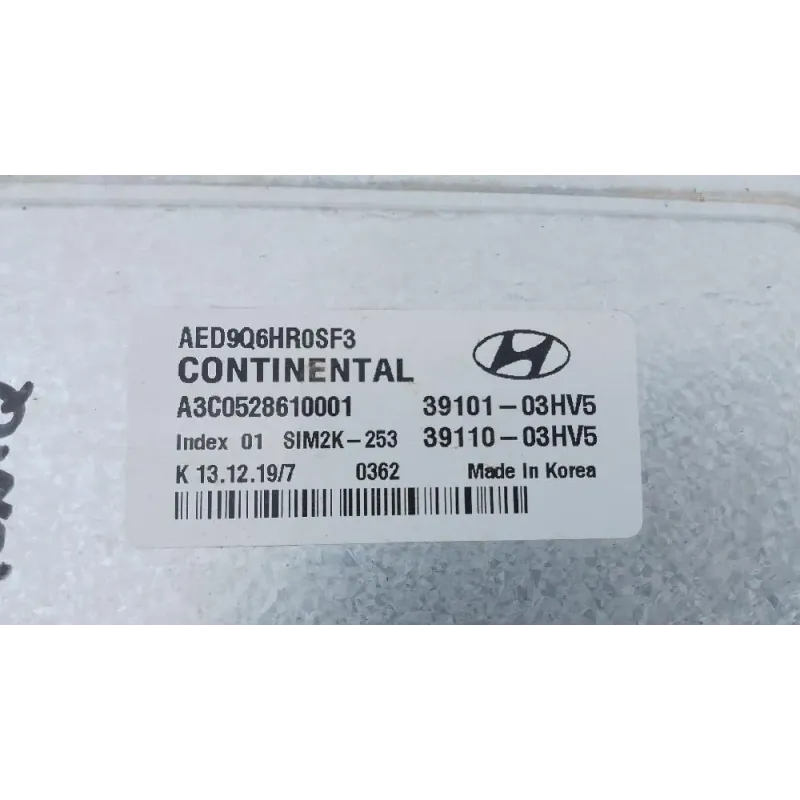 AED9Q6HR0SF3
CONTINENTAL
A3C0528610001 39101-03HV5
Index 01 SIM2K-253 39110-03HV5
K 13.12.19/7 0362 Made In Korea